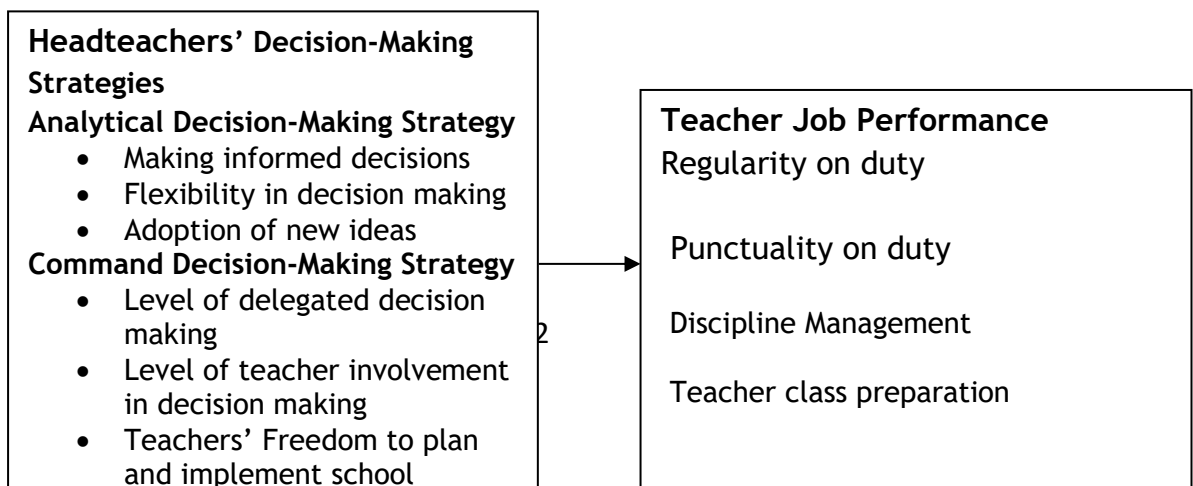 Headteachers' Decision-Making
Strategies
Analytical Decision-Making Strategy
• Making informed decisions
• Flexibility in decision making
• Adoption of new ideas
Command Decision-Making Strategy
• Level of delegated decision
making
• Level of teacher involvement
in decision making
• Teachers' Freedom to plan
and implement school
2
Teacher Job Performance
Regularity on duty
Punctuality on duty
Discipline Management
Teacher class preparation